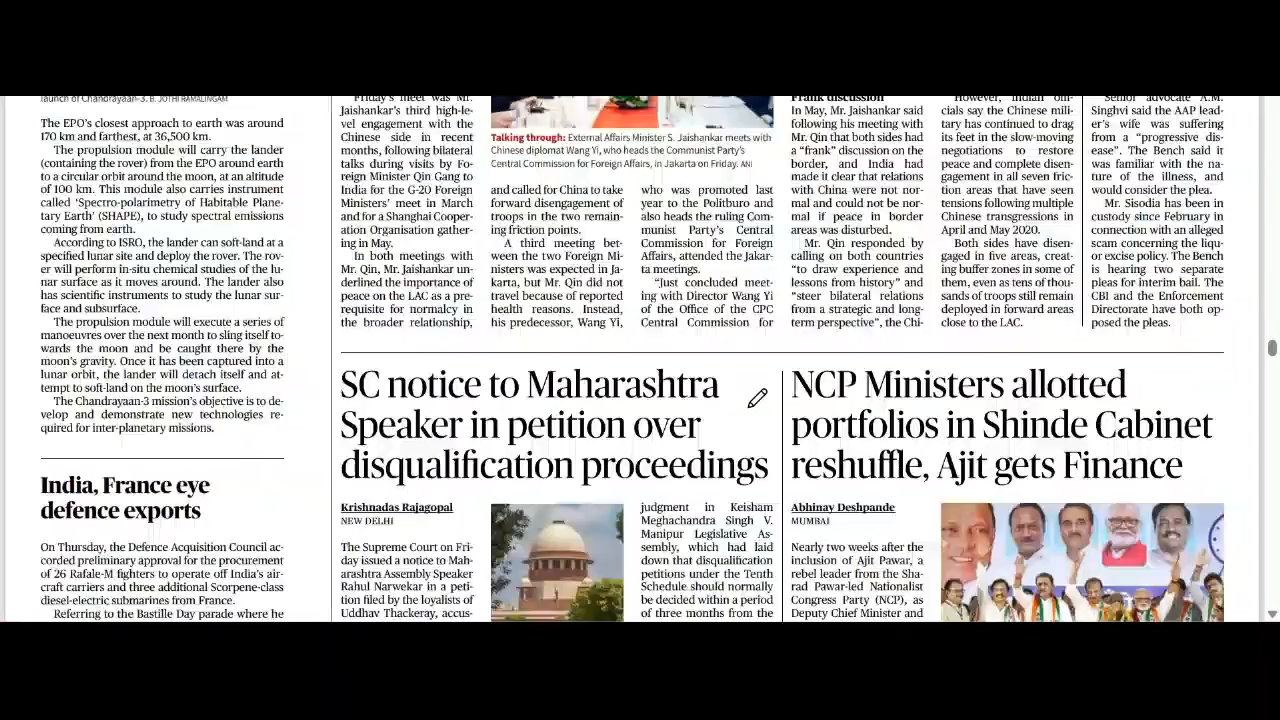 launch of Chandrayaan-3. B. JOTHI RAMALINGAM
The EPO’s closest approach to earth was around
170 km and farthest, at 36,500 km.
The propulsion module will carry the lander
(containing the rover) from the EPO around earth
to a circular orbit around the moon, at an altitude
of 100 km. This module also carries instrument
called ‘Spectro-polarimetry of Habitable Plane-
tary Earth’ (SHAPE), to study spectral emissions
coming from earth.
According to ISRO, the lander can soft-land at a
specified lunar site and deploy the rover. The rov-
er will perform in-situ chemical studies of the lu-
nar surface as it moves around. The lander also
has scientific instruments to study the lunar sur-
face and subsurface.
The propulsion module will execute a series of
manoeuvres over the next month to sling itself to-
wards the moon and be caught there by the
moon’s gravity. Once it has been captured into a
lunar orbit, the lander will detach itself and at-
tempt to soft-land on the moon’s surface.
The Chandrayaan-3 mission’s objective is to de-
velop and demonstrate new technologies re-
quired for inter-planetary missions.
India, France eye
defence exports
On Thursday, the Defence Acquisition Council ac-
corded preliminary approval for the procurement
of 26 Rafale-M fighters to operate off India’s air-
craft carriers and three additional Scorpene-class
diesel-electric submarines from France.
Referring to the Bastille Day parade where he
Friday’s meet was Mr.
Jaishankar’s third high-le-
vel engagement with the
Chinese side in recent
months, following bilateral
talks during visits by Fo-
reign Minister Qin Gang to
India for the G-20 Foreign
Ministers’ meet in March
and for a Shanghai Cooper-
ation Organisation gather-
ing in May.
In both meetings with
Mr. Qin, Mr. Jaishankar un-
derlined the importance of
peace on the LAC as a pre-
requisite for normalcy in
the broader relationship,
Talking through: External Affairs Minister S. Jaishankar meets with
Chinese diplomat Wang Yi, who heads the Communist Party’s
Central Commission for Foreign Affairs, in Jakarta on Friday. ANI
and called for China to take
forward disengagement of
troops in the two remain-
ing friction points.
A third meeting bet-
ween the two Foreign Mi-
nisters was expected in Ja-
karta, but Mr. Qin did not
travel because of reported
health reasons. Instead,
his predecessor, Wang Yi,
who was promoted last
year to the Politburo and
also heads the ruling Com-
munist Party’s Central
Commission for Foreign
Affairs, attended the Jakar-
ta meetings.
“Just concluded meet-
ing with Director Wang Yi
of the Office of the CPC
Central Commission for
Frank discussion
In May, Mr. Jaishankar said
following his meeting with
Mr. Qin that both sides had
a “frank” discussion on the
border, and India had
made it clear that relations
with China were not nor-
mal and could not be nor-
mal if peace in border
areas was disturbed.
Mr. Qin responded by
calling on both countries
“to draw experience and
lessons from history” and
“steer bilateral relations
from a strategic and long-
term perspective”, the Chi-
However, Indian offi-
cials say the Chinese mili-
tary has continued to drag
its feet in the slow-moving
negotiations to restore
peace and complete disen-
gagement in all seven fric-
tion areas that have seen
tensions following multiple
Chinese transgressions in
April and May 2020.
Both sides have disen-
gaged in five areas, creat-
ing buffer zones in some of
them, even as tens of thou-
sands of troops still remain
deployed in forward areas
close to the LAC.
Senior advocate A.M.
Singhvi said the AAP lead-
er’s wife was suffering
from a “progressive dis-
ease”. The Bench said it
was familiar with the na-
ture of the illness, and
would consider the plea.
Mr. Sisodia has been in
custody since February in
connection with an alleged
scam concerning the liqu-
or excise policy. The Bench
is hearing two separate
pleas for interim bail. The
CBI and the Enforcement
Directorate have both op-
posed the pleas.
SC notice to Maharashtra
Speaker in petition over
disqualification proceedings
Krishnadas Rajagopal
NEW DELHI
The Supreme Court on Fri-
day issued a notice to Mah-
arashtra Assembly Speaker
Rahul Narwekar in a peti-
tion filed by the loyalists of
Uddhav Thackeray, accus-
judgment in Keisham
Meghachandra Singh V.
Manipur Legislative As-
sembly, which had laid
down that disqualification
petitions under the Tenth
Schedule should normally
be decided within a period
of three months from the
NCP Ministers allotted
portfolios in Shinde Cabinet
reshuffle, Ajit gets Finance
Abhinay Deshpande
MUMBAI
Nearly two weeks after the
inclusion of Ajit Pawar, a
rebel leader from the Sha-
rad Pawar-led Nationalist
Congress Party (NCP), as
Deputy Chief Minister and